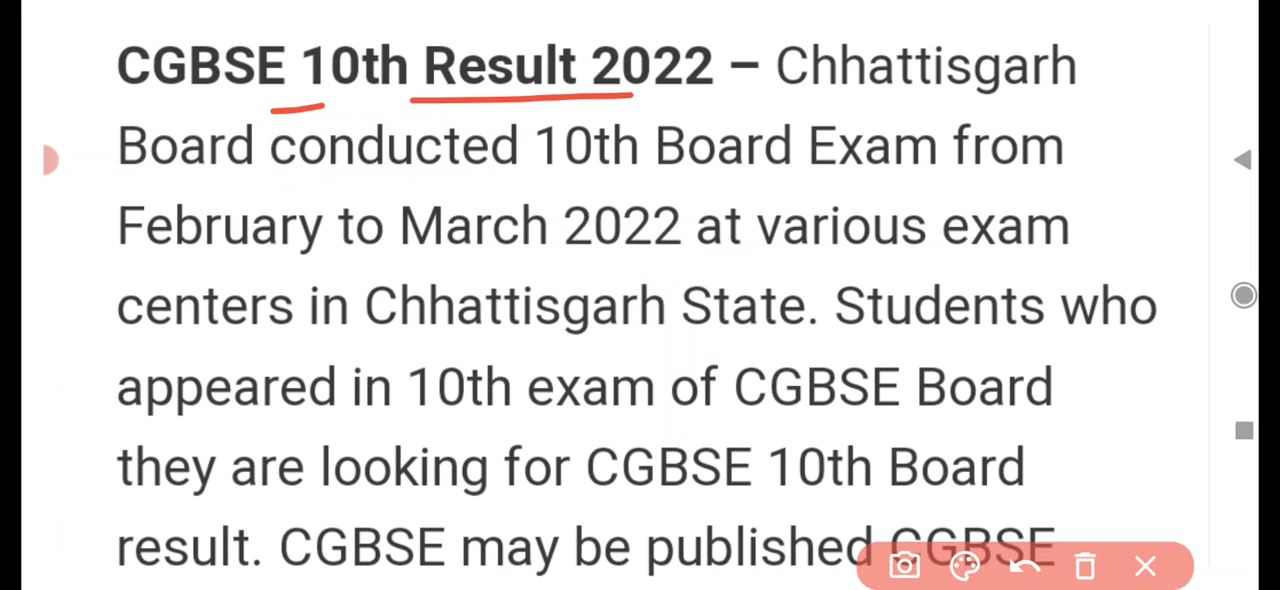 CGBSE 10th Result 2022 – Chhattisgarh
Board conducted 10th Board Exam from
February to March 2022 at various exam
centers in Chhattisgarh State. Students who
appeared in 10th exam of CGBSE Board
they are looking for CGBSE 10th Board
result. CGBSE may be published CGBSE